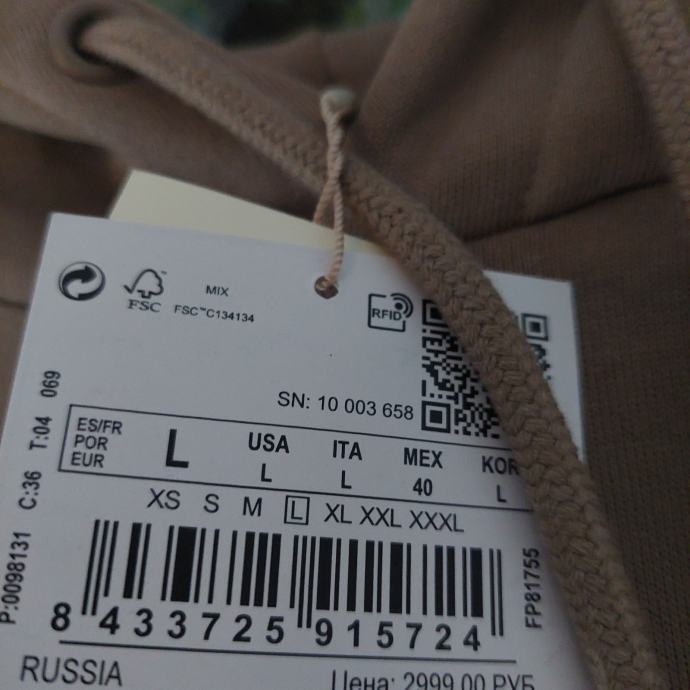 FSC
MIX
FSC™C134134
RFID
SN: 10 003 658
P:0098131 C:36 T:04 069
ES/FR
POR
EUR
L
USA
L
ITA
L
MEX
40
KOR
L
XS S M L XL XXL XXXL
FP81755
8 433725 915724
RUSSIA
Цена: 2999.00 РУБ